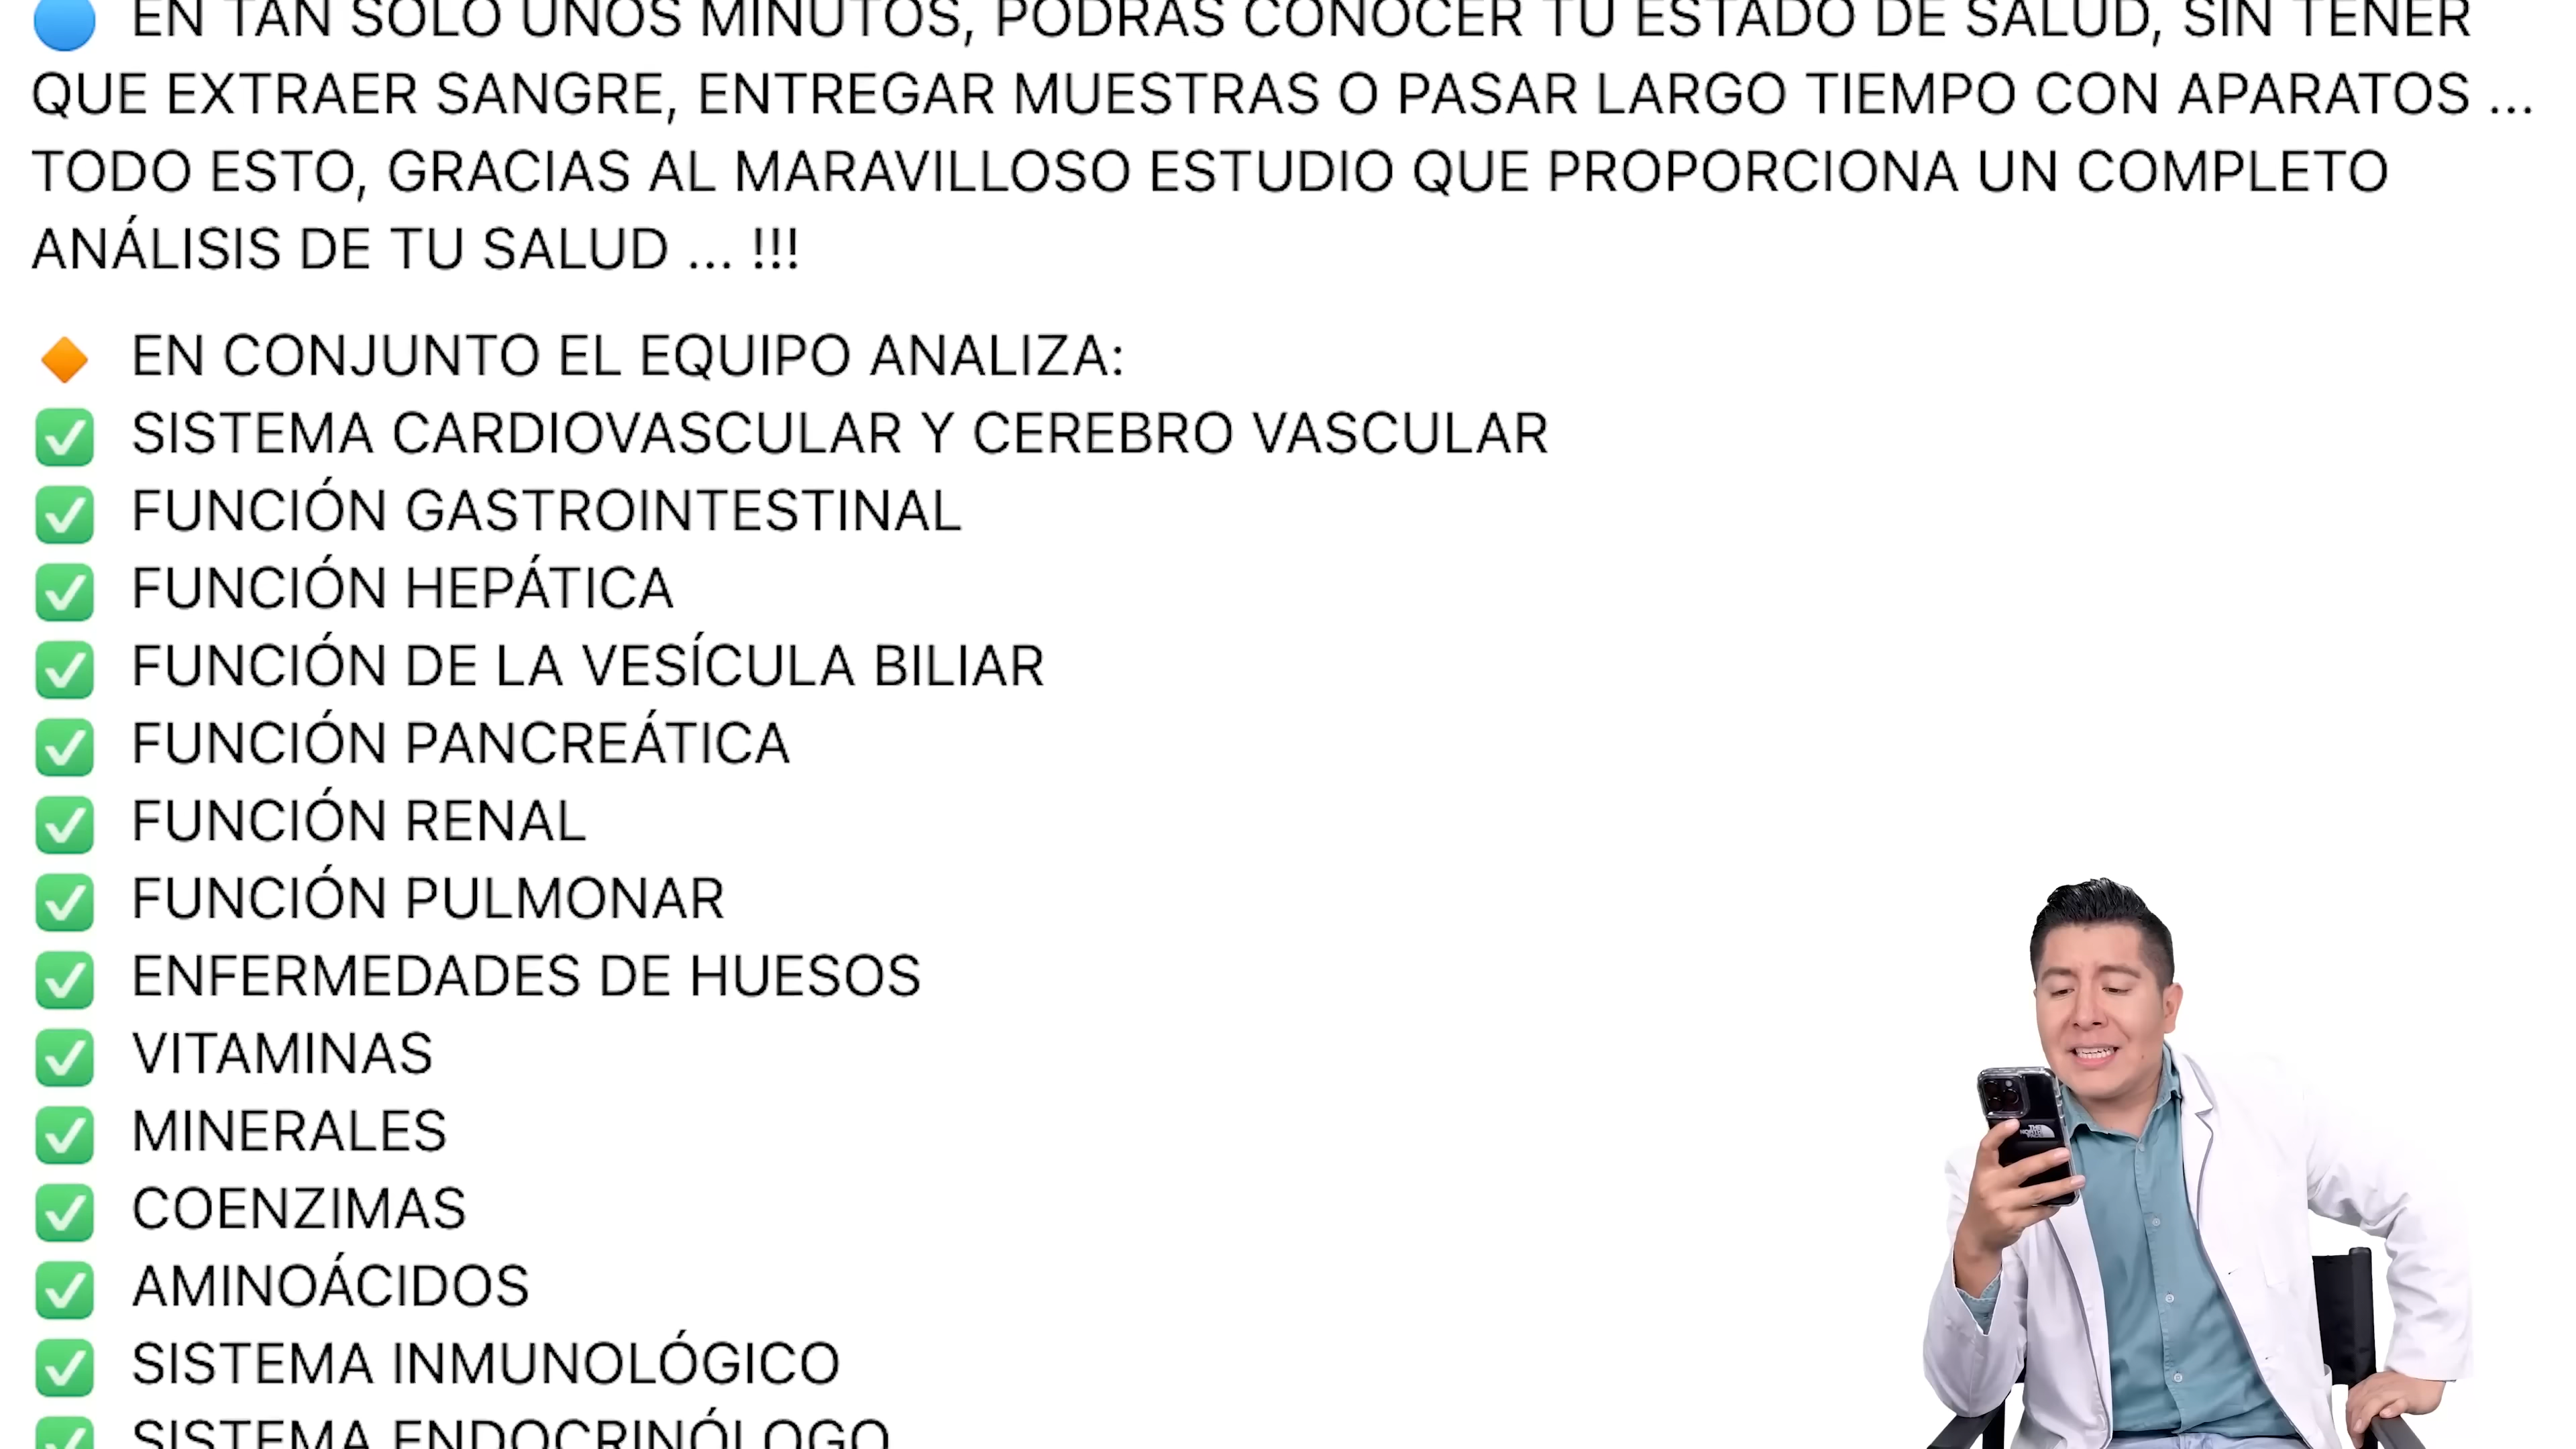 EN TAN SOLO UNOS MINUTOS, PODRÁS CONOCER TU ESTADO DE SALUD, SIN TENER
QUE EXTRAER SANGRE, ENTREGAR MUESTRAS O PASAR LARGO TIEMPO CON APARATOS ...
TODO ESTO, GRACIAS AL MARAVILLOSO ESTUDIO QUE PROPORCIONA UN COMPLETO
ANÁLISIS DE TU SALUD ... !!!
EN CONJUNTO EL EQUIPO ANALIZA:
SISTEMA CARDIOVASCULAR Y CEREBRO VASCULAR
FUNCIÓN GASTROINTESTINAL
FUNCIÓN HEPÁTICA
FUNCIÓN DE LA VESÍCULA BILIAR
FUNCIÓN PANCREÁTICA
FUNCIÓN RENAL
FUNCIÓN PULMONAR
ENFERMEDADES DE HUESOS
VITAMINAS
MINERALES
COENZIMAS
AMINOÁCIDOS
SISTEMA INMUNOLÓGICO
SISTEMA ENDOCRINÓLOGO
THE
NORTH
FACE